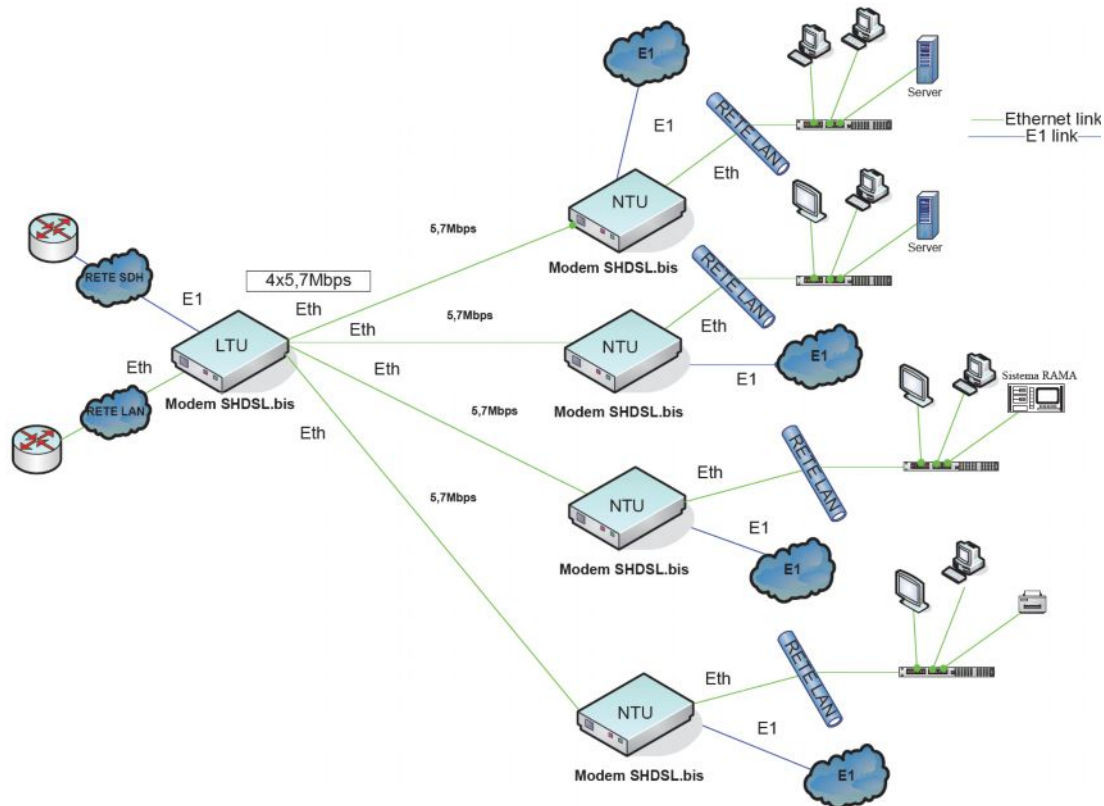 E1
E1
Eth
RETE LAN
Server
Ethernet link
E1 link
NTU
Modem SHDSL.bis
5,7Mbps
4x5,7Mbps
RETE SDH
E1
Eth
LTU
Modem SHDSL.bis
Eth
RETE LAN
Eth
5,7Mbps
NTU
Modem SHDSL.bis
Eth
RETE LAN
Server
E1
E1
Eth
5,7Mbps
NTU
Modem SHDSL.bis
Eth
RETE LAN
Sistema RAMA
E1
E1
Eth
5,7Mbps
NTU
Modem SHDSL.bis
Eth
RETE LAN
E1
E1